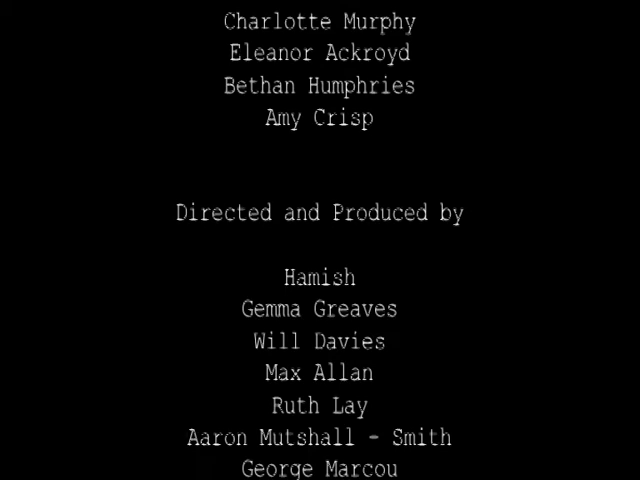 Charlotte Murphy
Eleanor Ackroyd
Bethan Humphries
Amy Crisp
Directed and Produced by
Hamish
Gemma Greaves
Will Davies
Max Allan
Ruth Lay
Aaron Mutshall - Smith
George Marcou